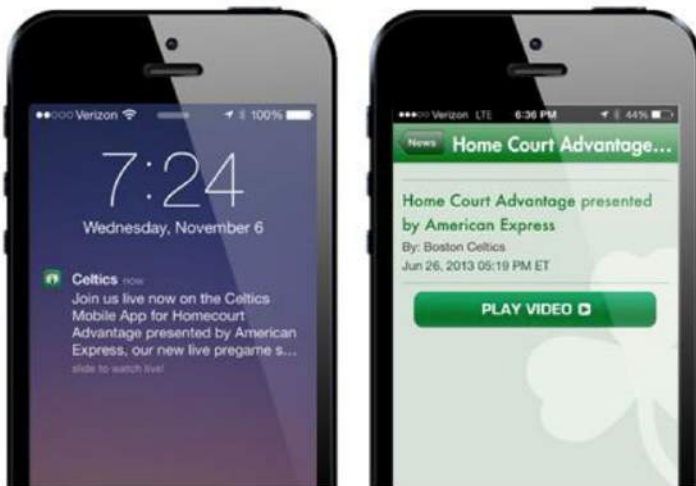 Verizon 100%
7:24
Wednesday, November 6
Celtics now
Join us live now on the Celtics
Mobile App for Homecourt
Advantage presented by American
Express, our new live pregame s...
slide to watch live!
Verizon LTE 6:36 PM 44%
News Home Court Advantage...
Home Court Advantage presented
by American Express
By: Boston Celtics
Jun 26, 2013 05:19 PM ET
PLAY VIDEO